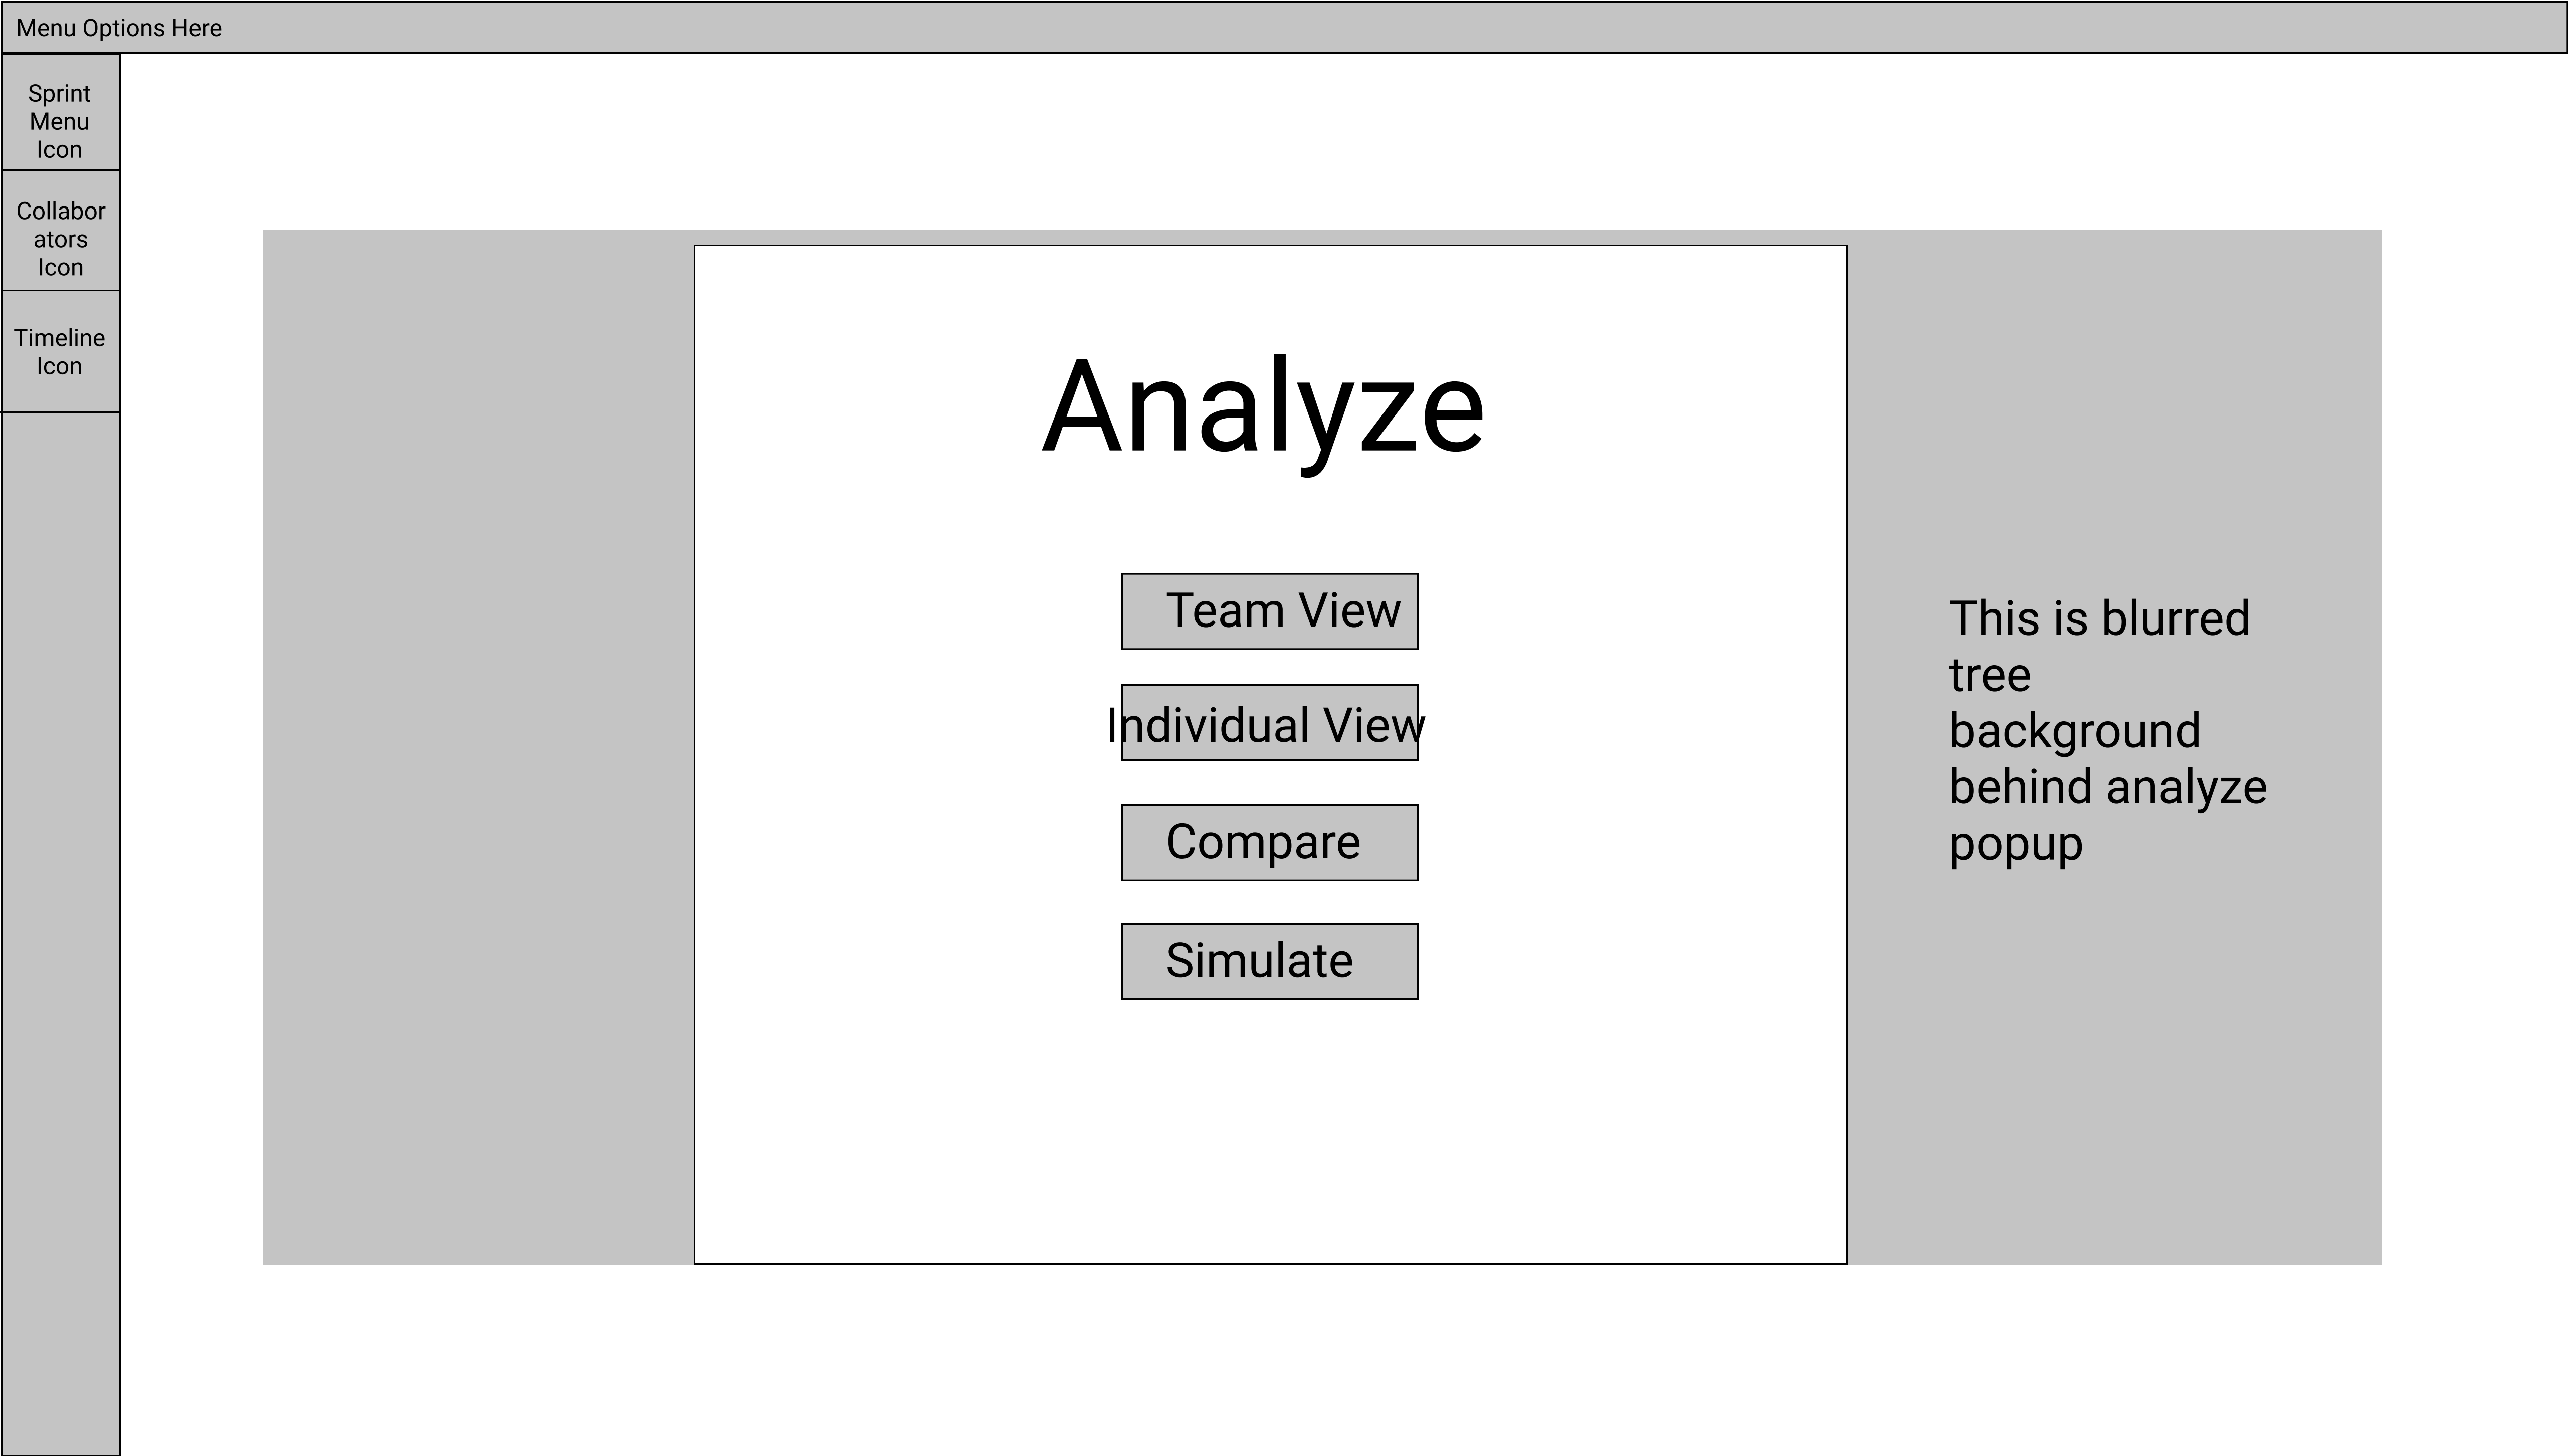 Menu Options Here
Sprint
Menu
Icon
Collabor
ators
Icon
Timeline
Icon
Analyze
Team View
Individual View
Compare
Simulate
This is blurred
tree
background
behind analyze
popup